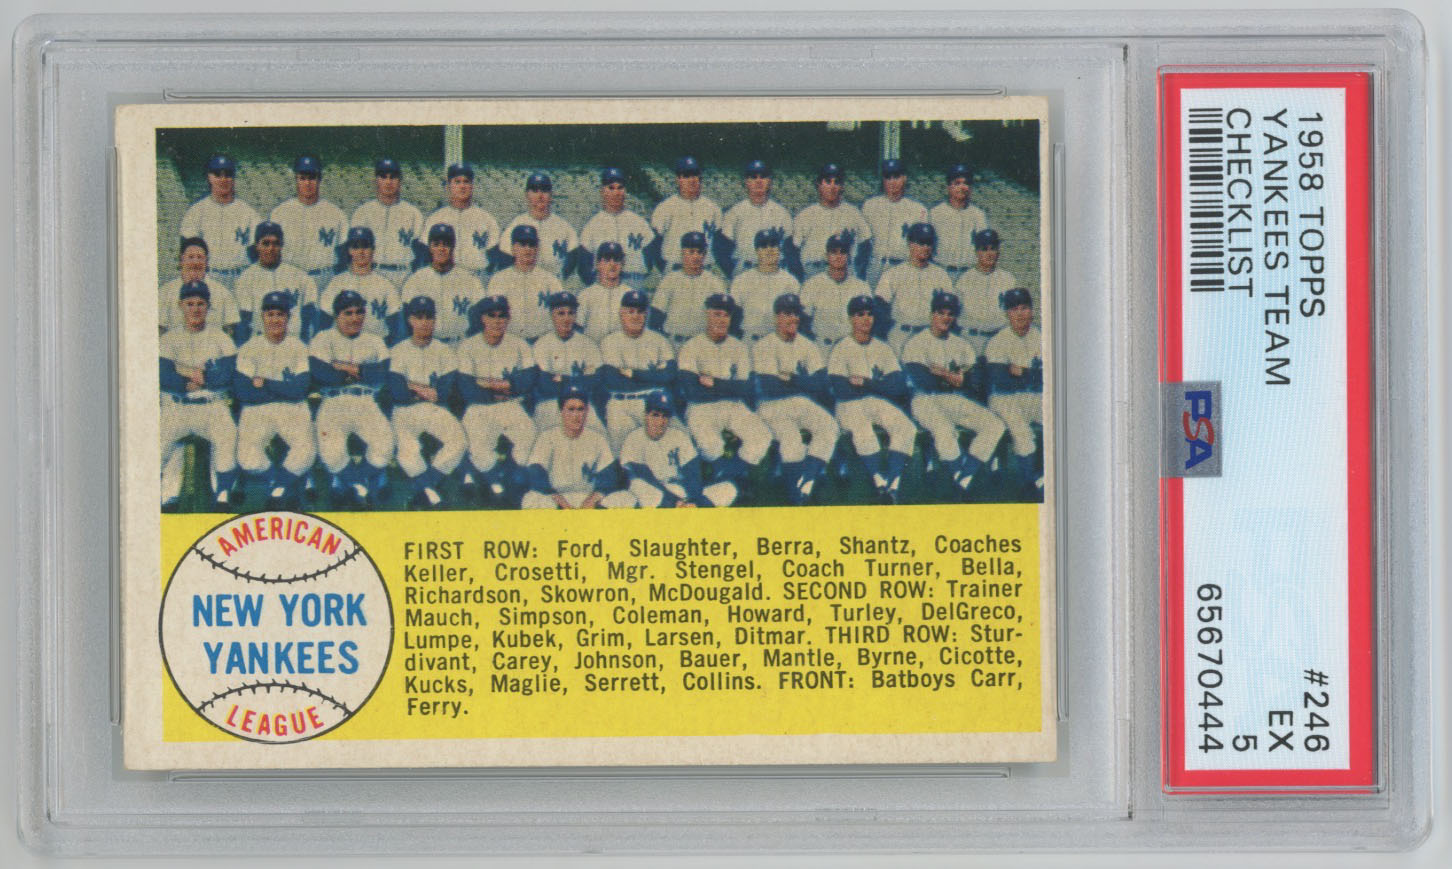 AMERICAN
NEW YORK
YANKEES
LEAGUE
FIRST ROW: Ford, Slaughter, Berra, Shantz, Coaches
Keller, Crosetti, Mgr. Stengel, Coach Turner, Bella,
Richardson, Skowron, McDougald. SECOND ROW: Trainer
Mauch, Simpson, Coleman, Howard, Turley, DelGreco,
Lumpe, Kubek, Grim, Larsen, Ditmar. THIRD ROW: Stur-
divant, Carey, Johnson, Bauer, Mantle, Byrne, Cicotte,
Kucks, Maglie, Serrett, Collins. FRONT: Batboys Carr,
Ferry.
1958 TOPPS #246
YANKEES TEAM EX
CHECKLIST 5
65670444
PSA